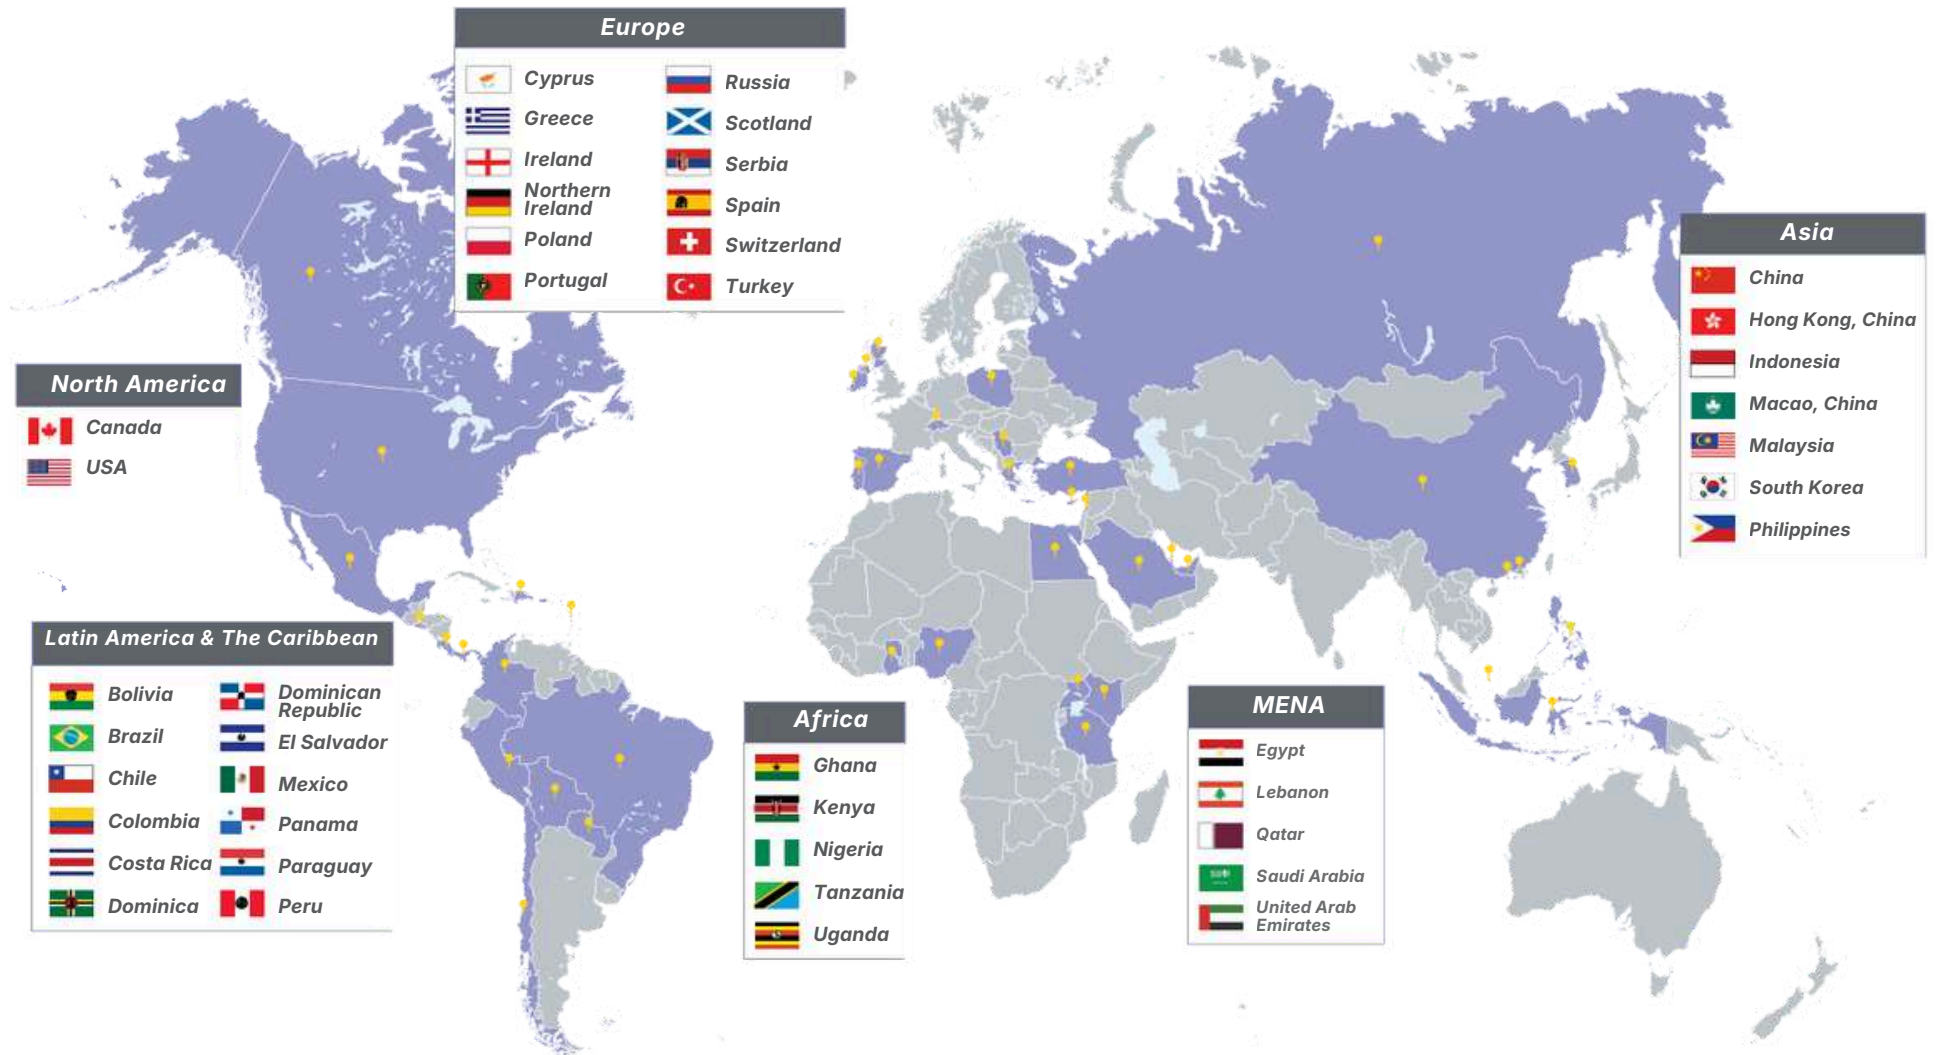 Europe
Cyprus
Greece
Ireland
Northern
Ireland
Poland
Portugal
Russia
Scotland
Serbia
Spain
Switzerland
Turkey
Asia
China
Hong Kong, China
Indonesia
Macao, China
Malaysia
South Korea
Philippines
North America
Canada
USA
Latin America & The Caribbean
Bolivia
Brazil
Chile
Colombia
Costa Rica
Dominica
Dominican
Republic
El Salvador
Mexico
Panama
Paraguay
Peru
Africa
Ghana
Kenya
Nigeria
Tanzania
Uganda
MENA
Egypt
Lebanon
Qatar
Saudi Arabia
United Arab
Emirates